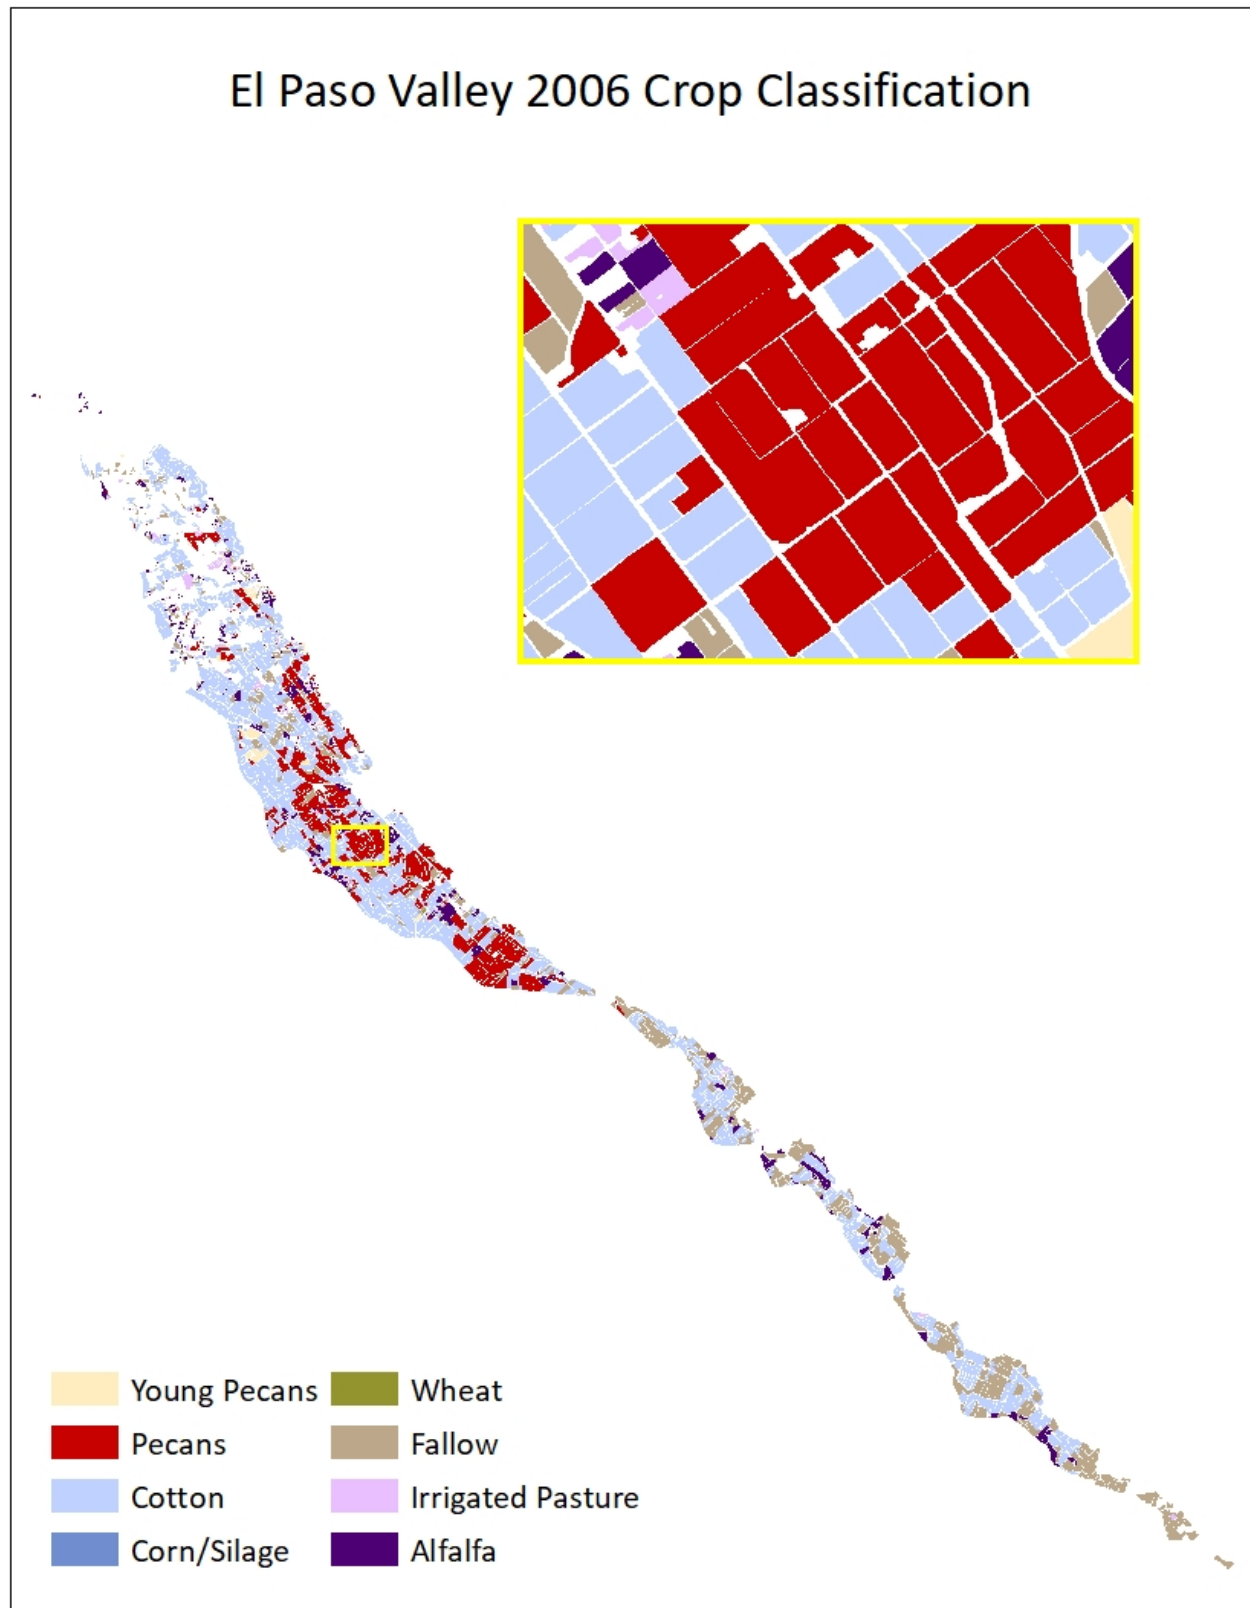 El Paso Valley 2006 Crop Classification
Young Pecans
Pecans
Cotton
Corn/Silage
Wheat
Fallow
Irrigated Pasture
Alfalfa